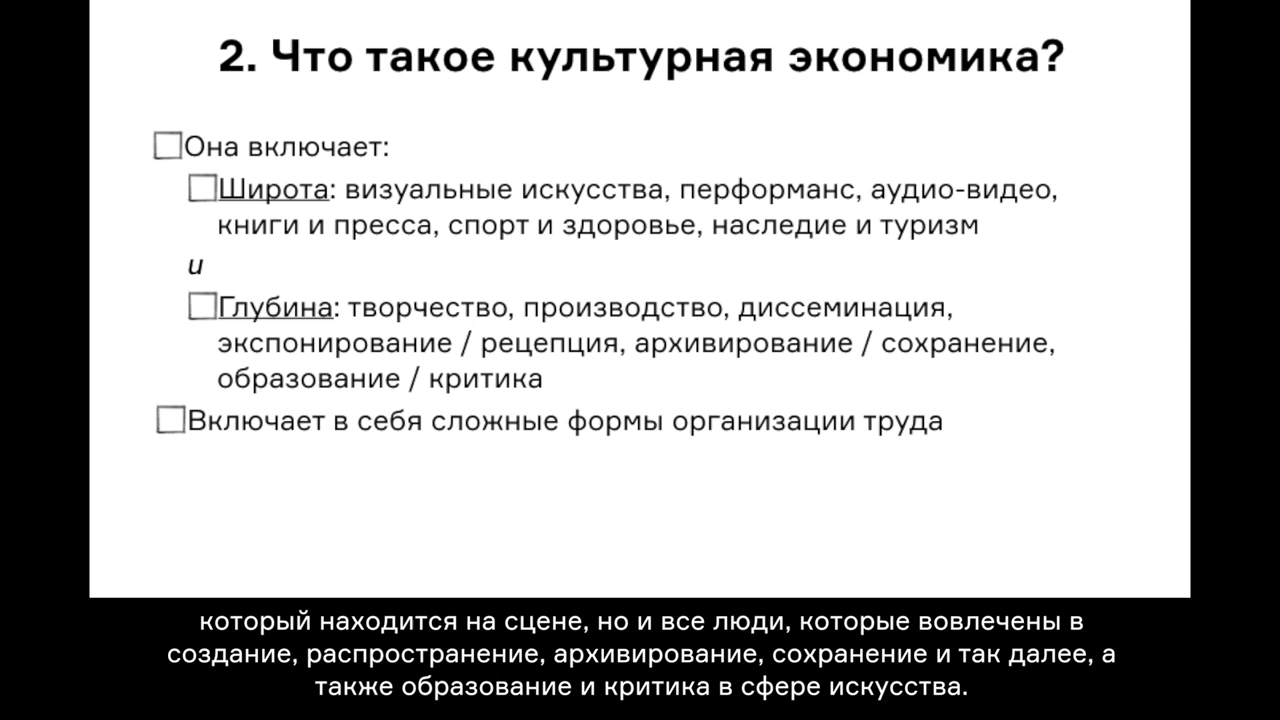 2. Что такое культурная экономика?
Она включает:
Широта: визуальные искусства, перформанс, аудио-видео,
книги и пресса, спорт и здоровье, наследие и туризм
и
Глубина: творчество, производство, диссеминация,
экспонирование / рецепция, архивирование / сохранение,
образование / критика
Включает в себя сложные формы организации труда
который находится на сцене, но и все люди, которые вовлечены в
создание, распространение, архивирование, сохранение и так далее, а
также образование и критика в сфере искусства.